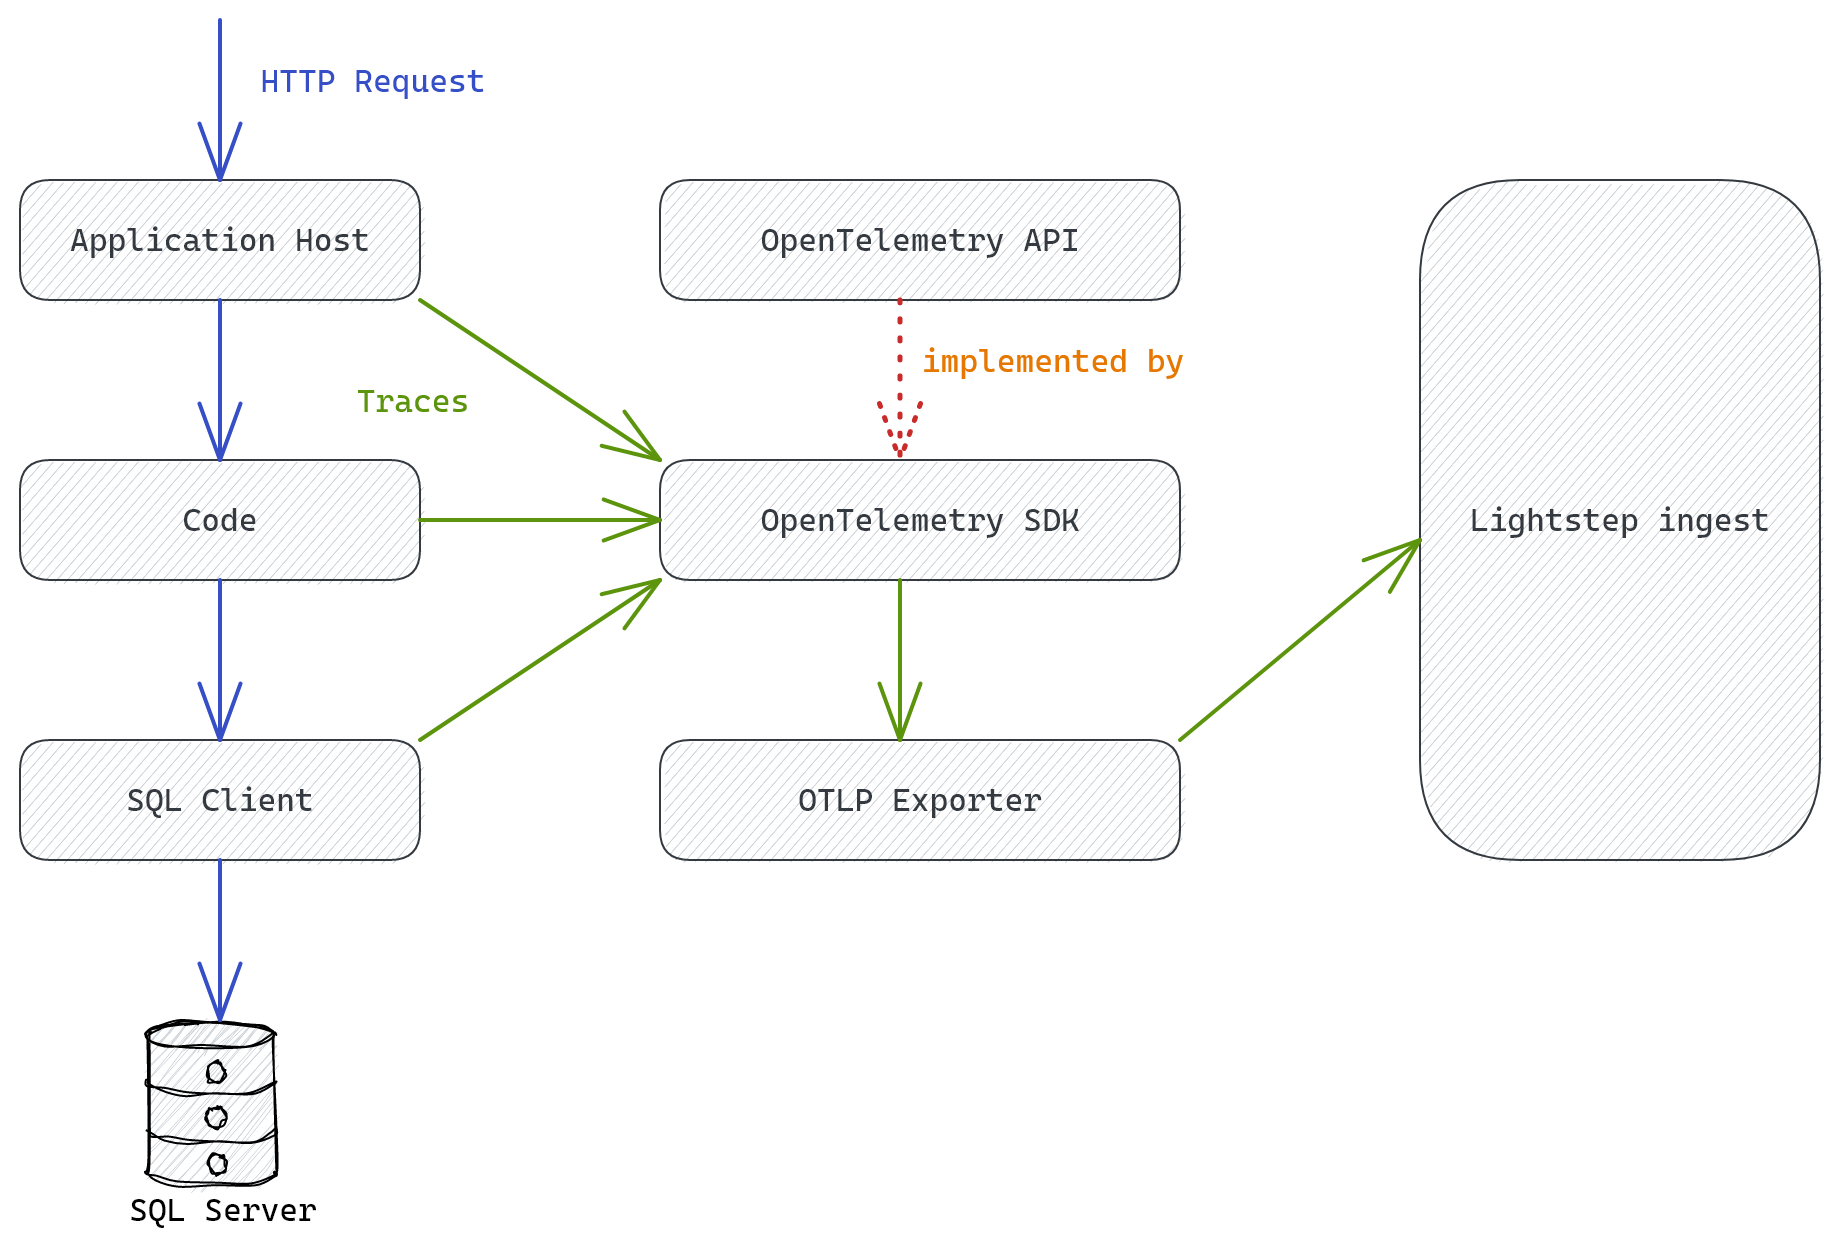 HTTP Request
Application Host
OpenTelemetry API
implemented by
Traces
Code
OpenTelemetry SDK
Lightstep ingest
SQL Client
OTLP Exporter
SQL Server